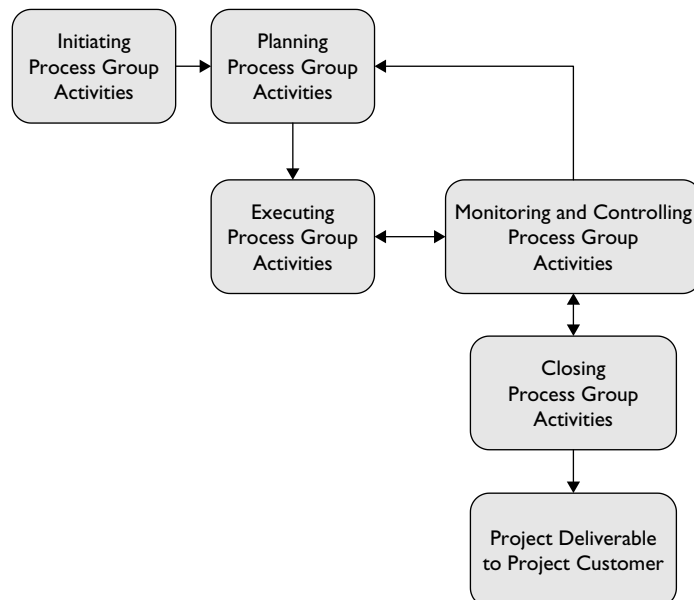 Initiating
Process Group
Activities
Planning
Process Group
Activities
Executing
Process Group
Activities
Monitoring and Controlling
Process Group
Activities
Closing
Process Group
Activities
Project Deliverable
to Project Customer